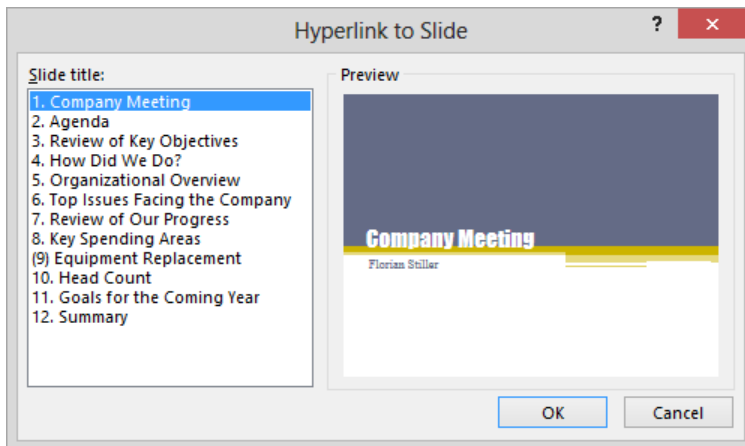 Hyperlink to Slide
?
Slide title:
1. Company Meeting
2. Agenda
3. Review of Key Objectives
4. How Did We Do?
5. Organizational Overview
6. Top Issues Facing the Company
7. Review of Our Progress
8. Key Spending Areas
(9) Equipment Replacement
10. Head Count
11. Goals for the Coming Year
12. Summary
Preview
Company Meeting
Florian Stiller
OK
Cancel